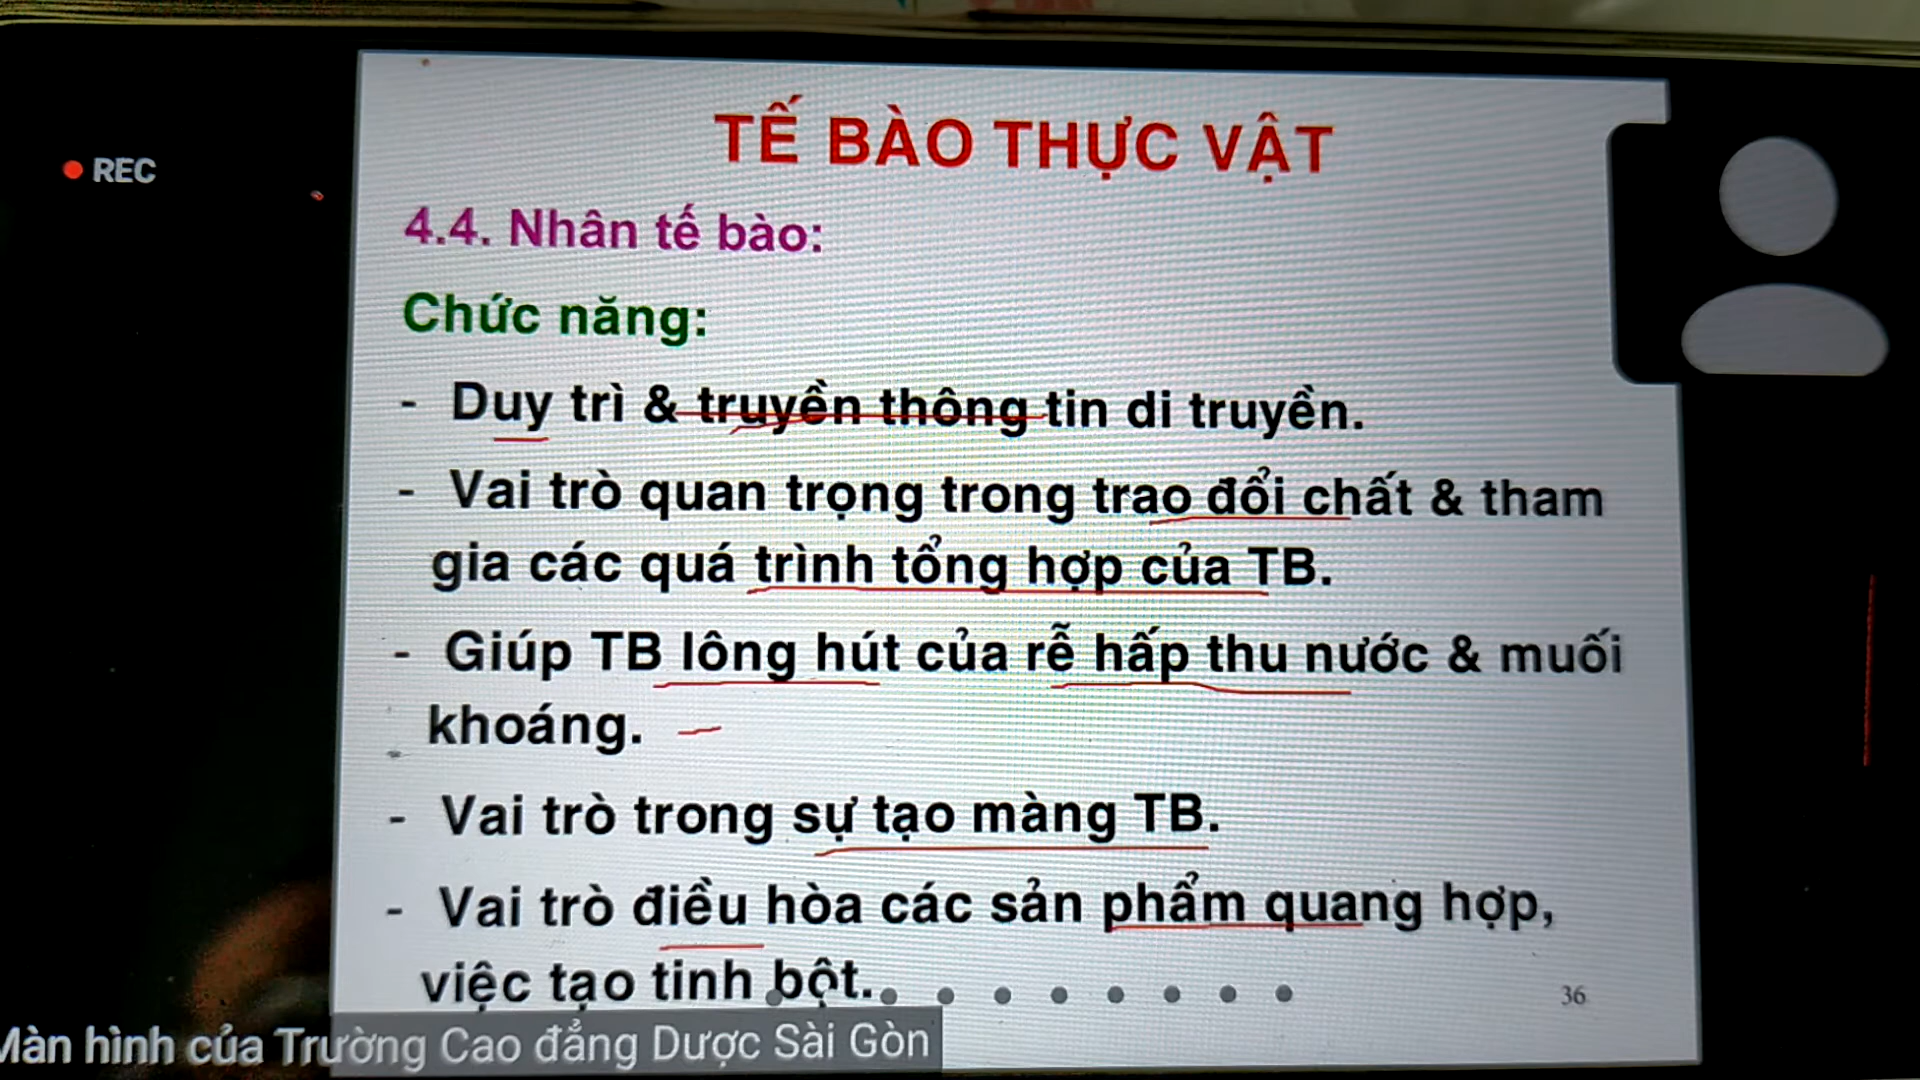 TẾ BÀO THỰC VẬT
REC
4.4. Nhân tế bào:
Chức năng:
- Duy trì & truyền thông tin di truyền.
- Vai trò quan trọng trong trao đổi chất & tham
gia các quá trình tổng hợp của TB.
- Giúp TB lông hút của rễ hấp thu nước & muối
khoáng.
- Vai trò trong sự tạo màng TB.
- Vai trò điều hòa các sản phẩm quang hợp,
việc tạo tinh bột.
36
Màn hình của Trường Cao đẳng Dược Sài Gòn